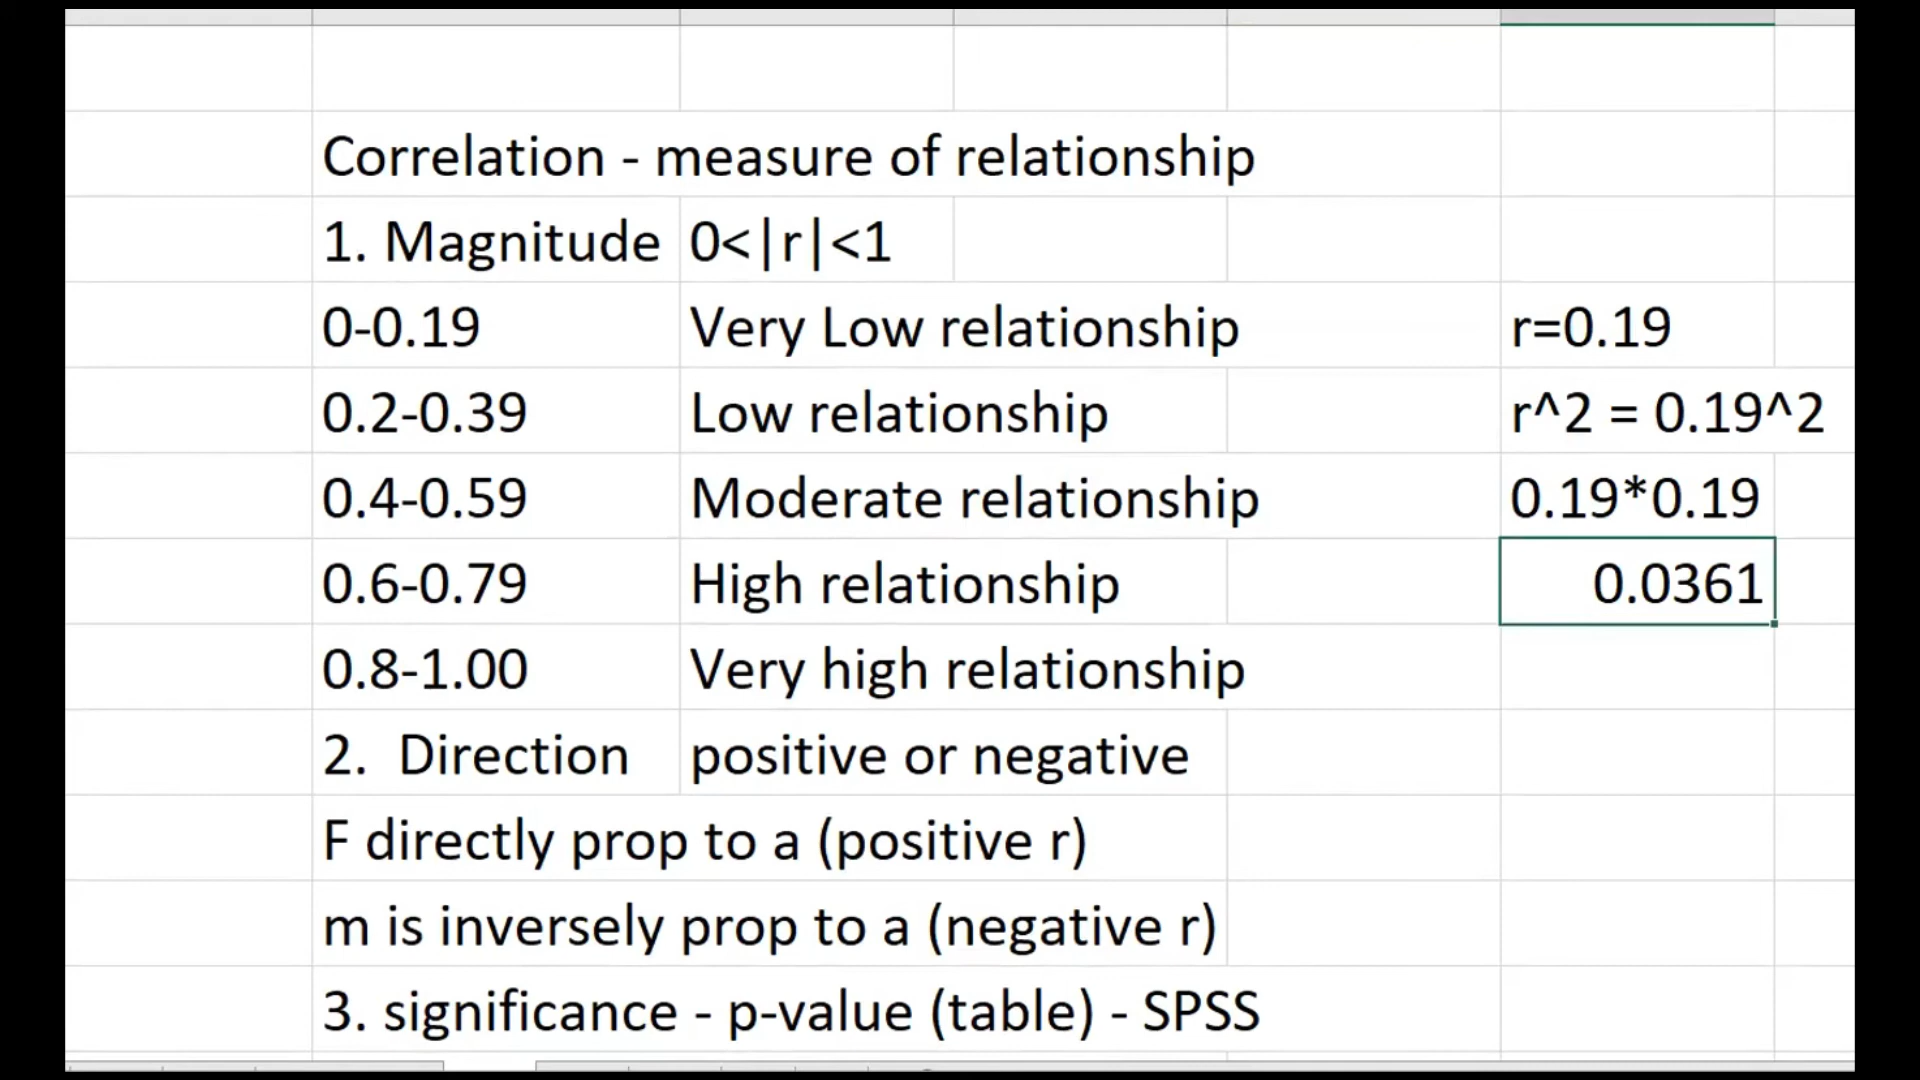 Correlation - measure of relationship
1. Magnitude 0<|r|<1
0-0.19 Very Low relationship r=0.19
0.2-0.39 Low relationship r^2 = 0.19^2
0.4-0.59 Moderate relationship 0.19*0.19
0.6-0.79 High relationship 0.0361
0.8-1.00 Very high relationship
2.  Direction positive or negative
F directly prop to a (positive r)
m is inversely prop to a (negative r)
3. significance - p-value (table) - SPSS